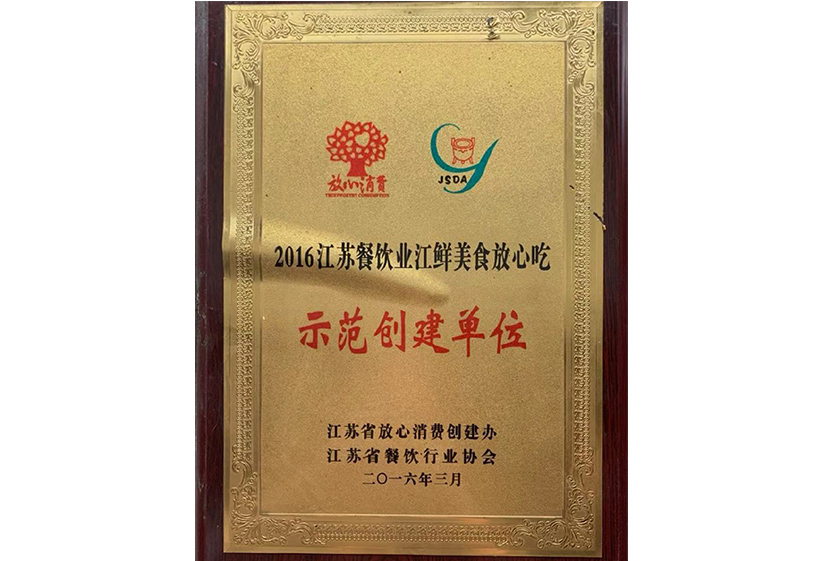 放心消费
TRUSTWORTHY CONSUMPTION
JSDA
2016江苏餐饮业江鲜美食放心吃
示范创建单位
江苏省放心消费创建办
江苏省餐饮行业协会
二〇一六年三月